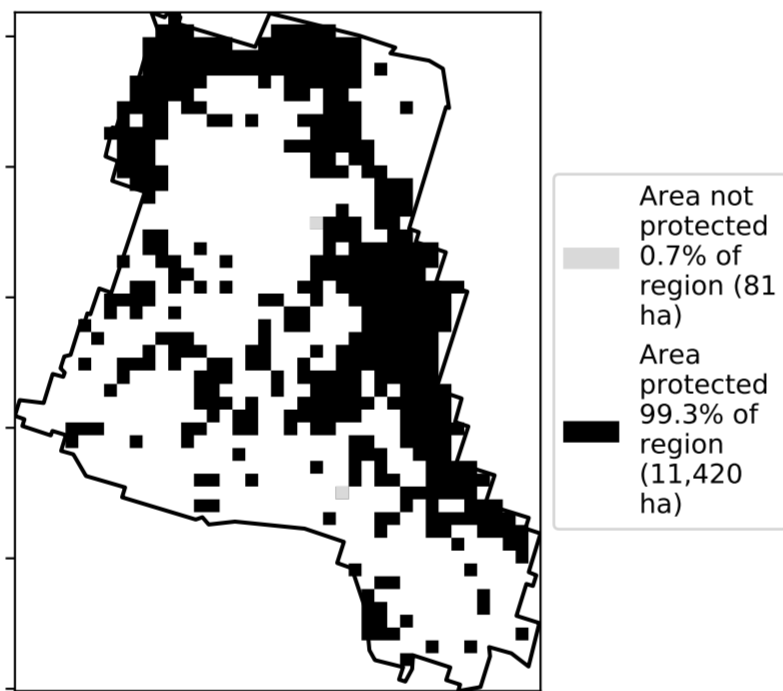 Area not
protected
0.7% of
region (81
ha)
Area
protected
99.3% of
region
(11,420
ha)